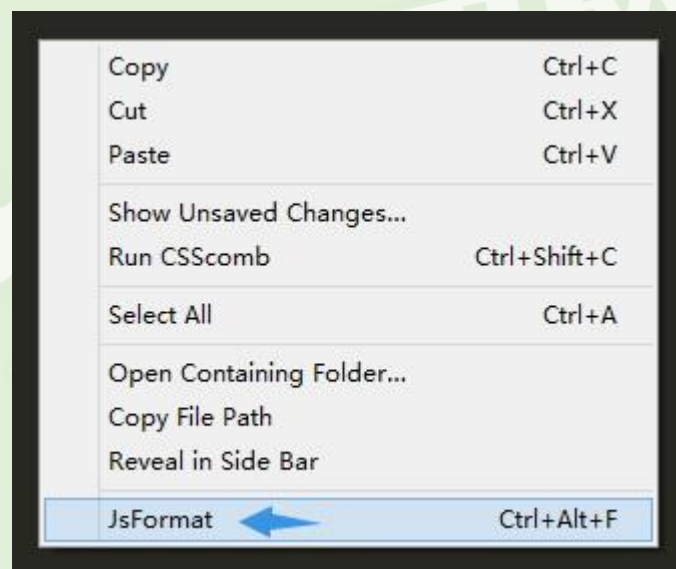 Copy Ctrl+C
Cut Ctrl+X
Paste Ctrl+V
Show Unsaved Changes...
Run CSScomb Ctrl+Shift+C
Select All Ctrl+A
Open Containing Folder...
Copy File Path
Reveal in Side Bar
JsFormat Ctrl+Alt+F